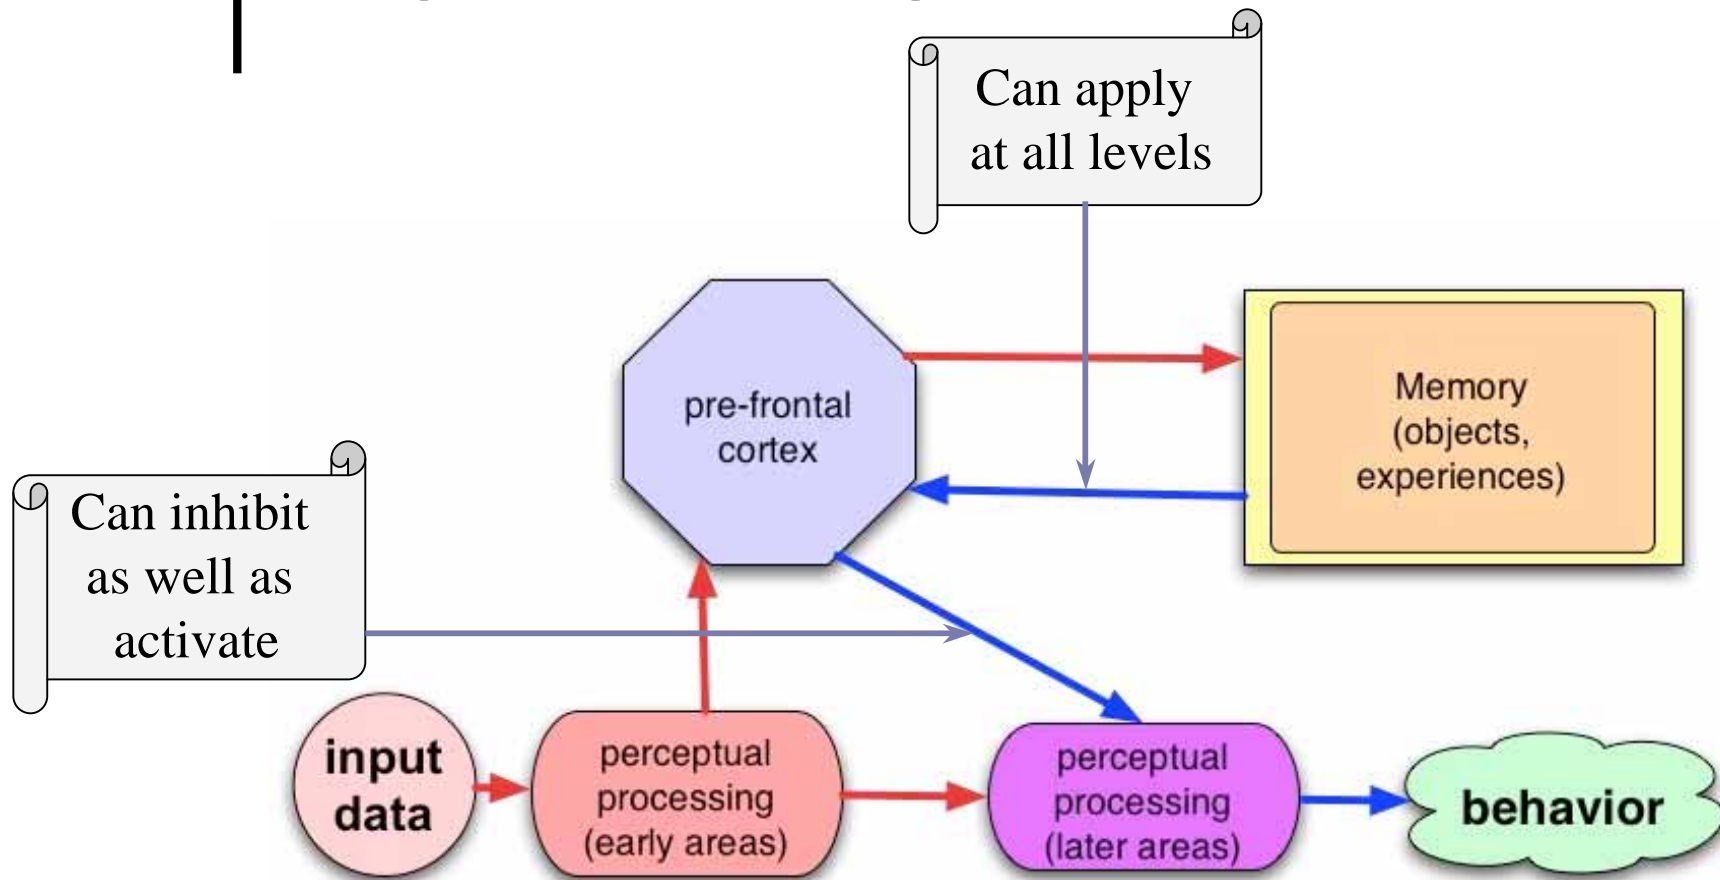 Can apply
at all levels
pre-frontal
cortex
Memory
(objects,
experiences)
Can inhibit
as well as
activate
input
data
perceptual
processing
(early areas)
perceptual
processing
(later areas)
behavior